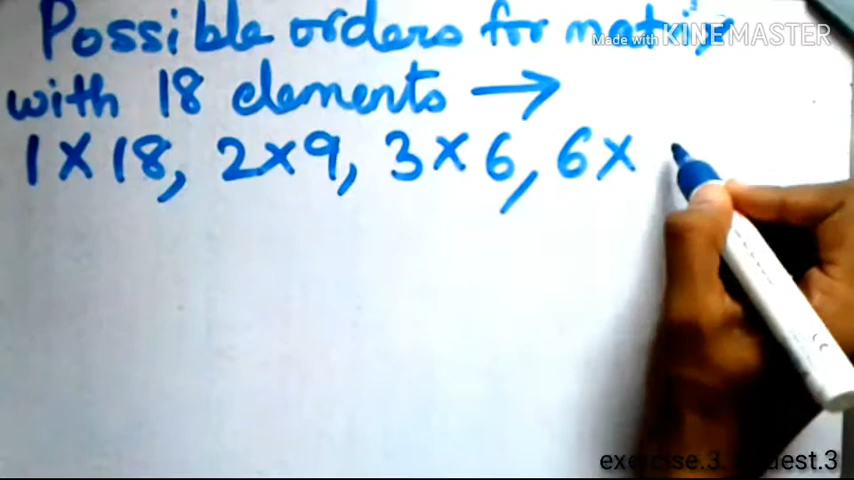 Possible orders for
Made with KINEMASTER
with 18 elements →
1 × 18, 2 × 9, 3 × 6, 6 ×